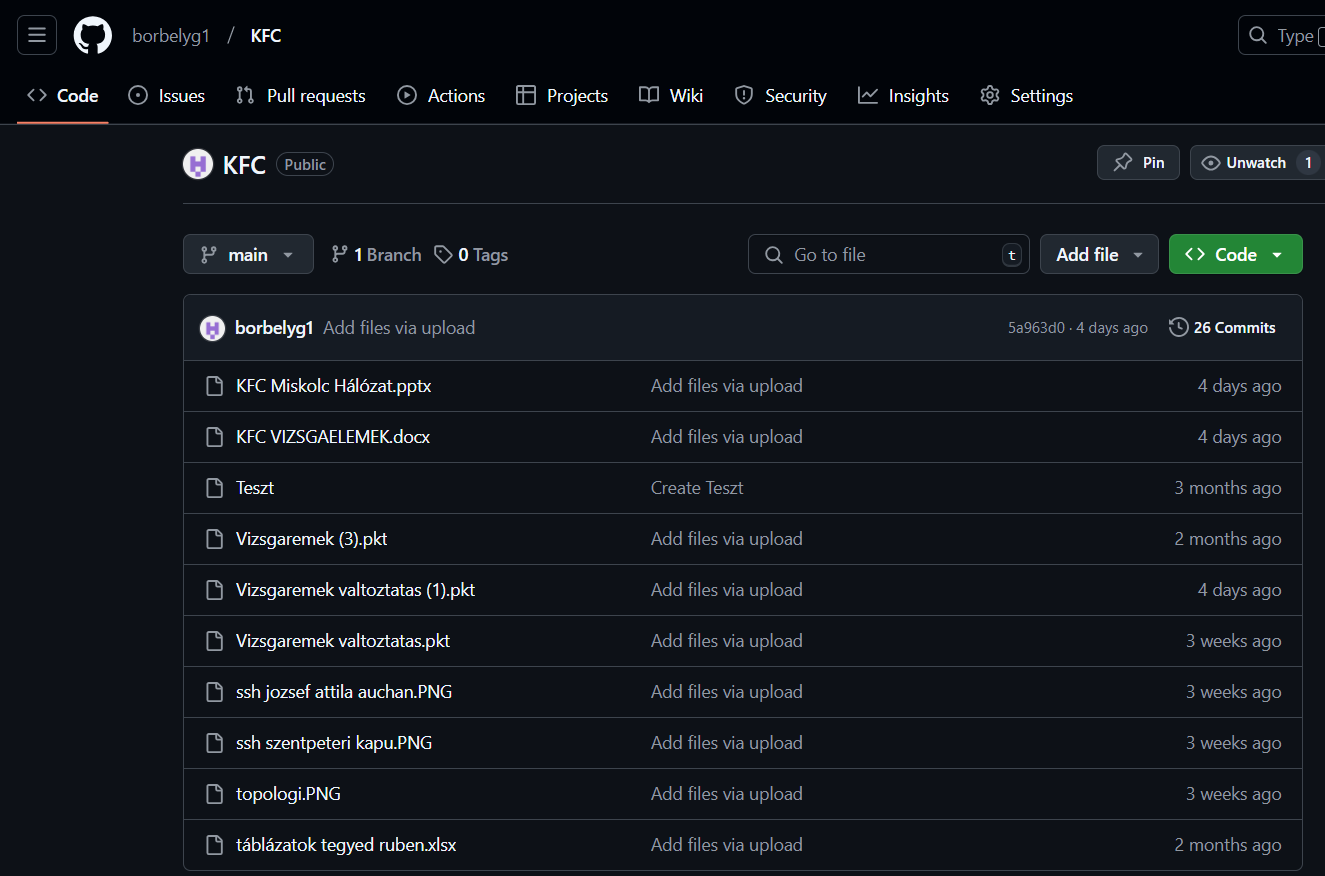 borbelyg1 / KFC Type
Code Issues Pull requests Actions Projects Wiki Security Insights Settings
KFC Public Pin Unwatch 1
main 1 Branch 0 Tags Go to file t Add file Code
borbelyg1 Add files via upload 5a963d0 · 4 days ago 26 Commits
KFC Miskolc Hálózat.pptx Add files via upload 4 days ago
KFC VIZSGAELEMEK.docx Add files via upload 4 days ago
Teszt Create Teszt 3 months ago
Vizsgaremek (3).pkt Add files via upload 2 months ago
Vizsgaremek valtoztatas (1).pkt Add files via upload 4 days ago
Vizsgaremek valtoztatas.pkt Add files via upload 3 weeks ago
ssh jozsef attila auchan.PNG Add files via upload 3 weeks ago
ssh szentpeteri kapu.PNG Add files via upload 3 weeks ago
topologi.PNG Add files via upload 3 weeks ago
táblázatok tegyed ruben.xlsx Add files via upload 2 months ago